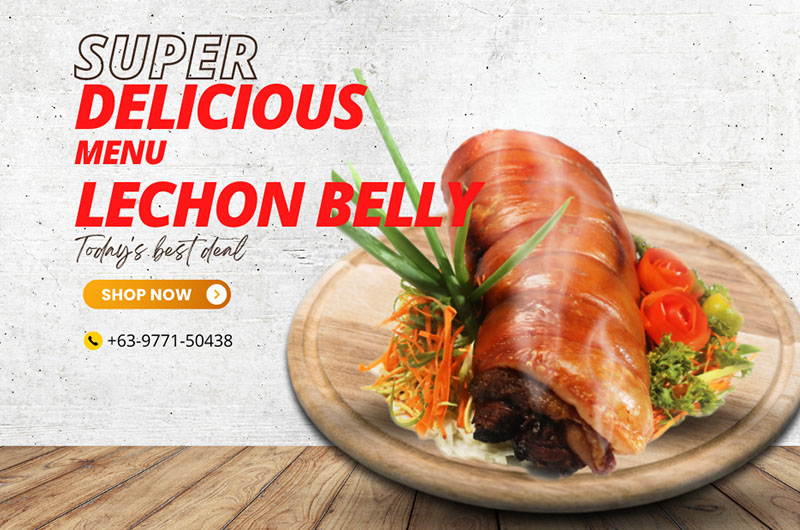 SUPER
DELICIOUS
MENU
LECHON BELLY
Today's best deal
SHOP NOW
+63-9771-50438